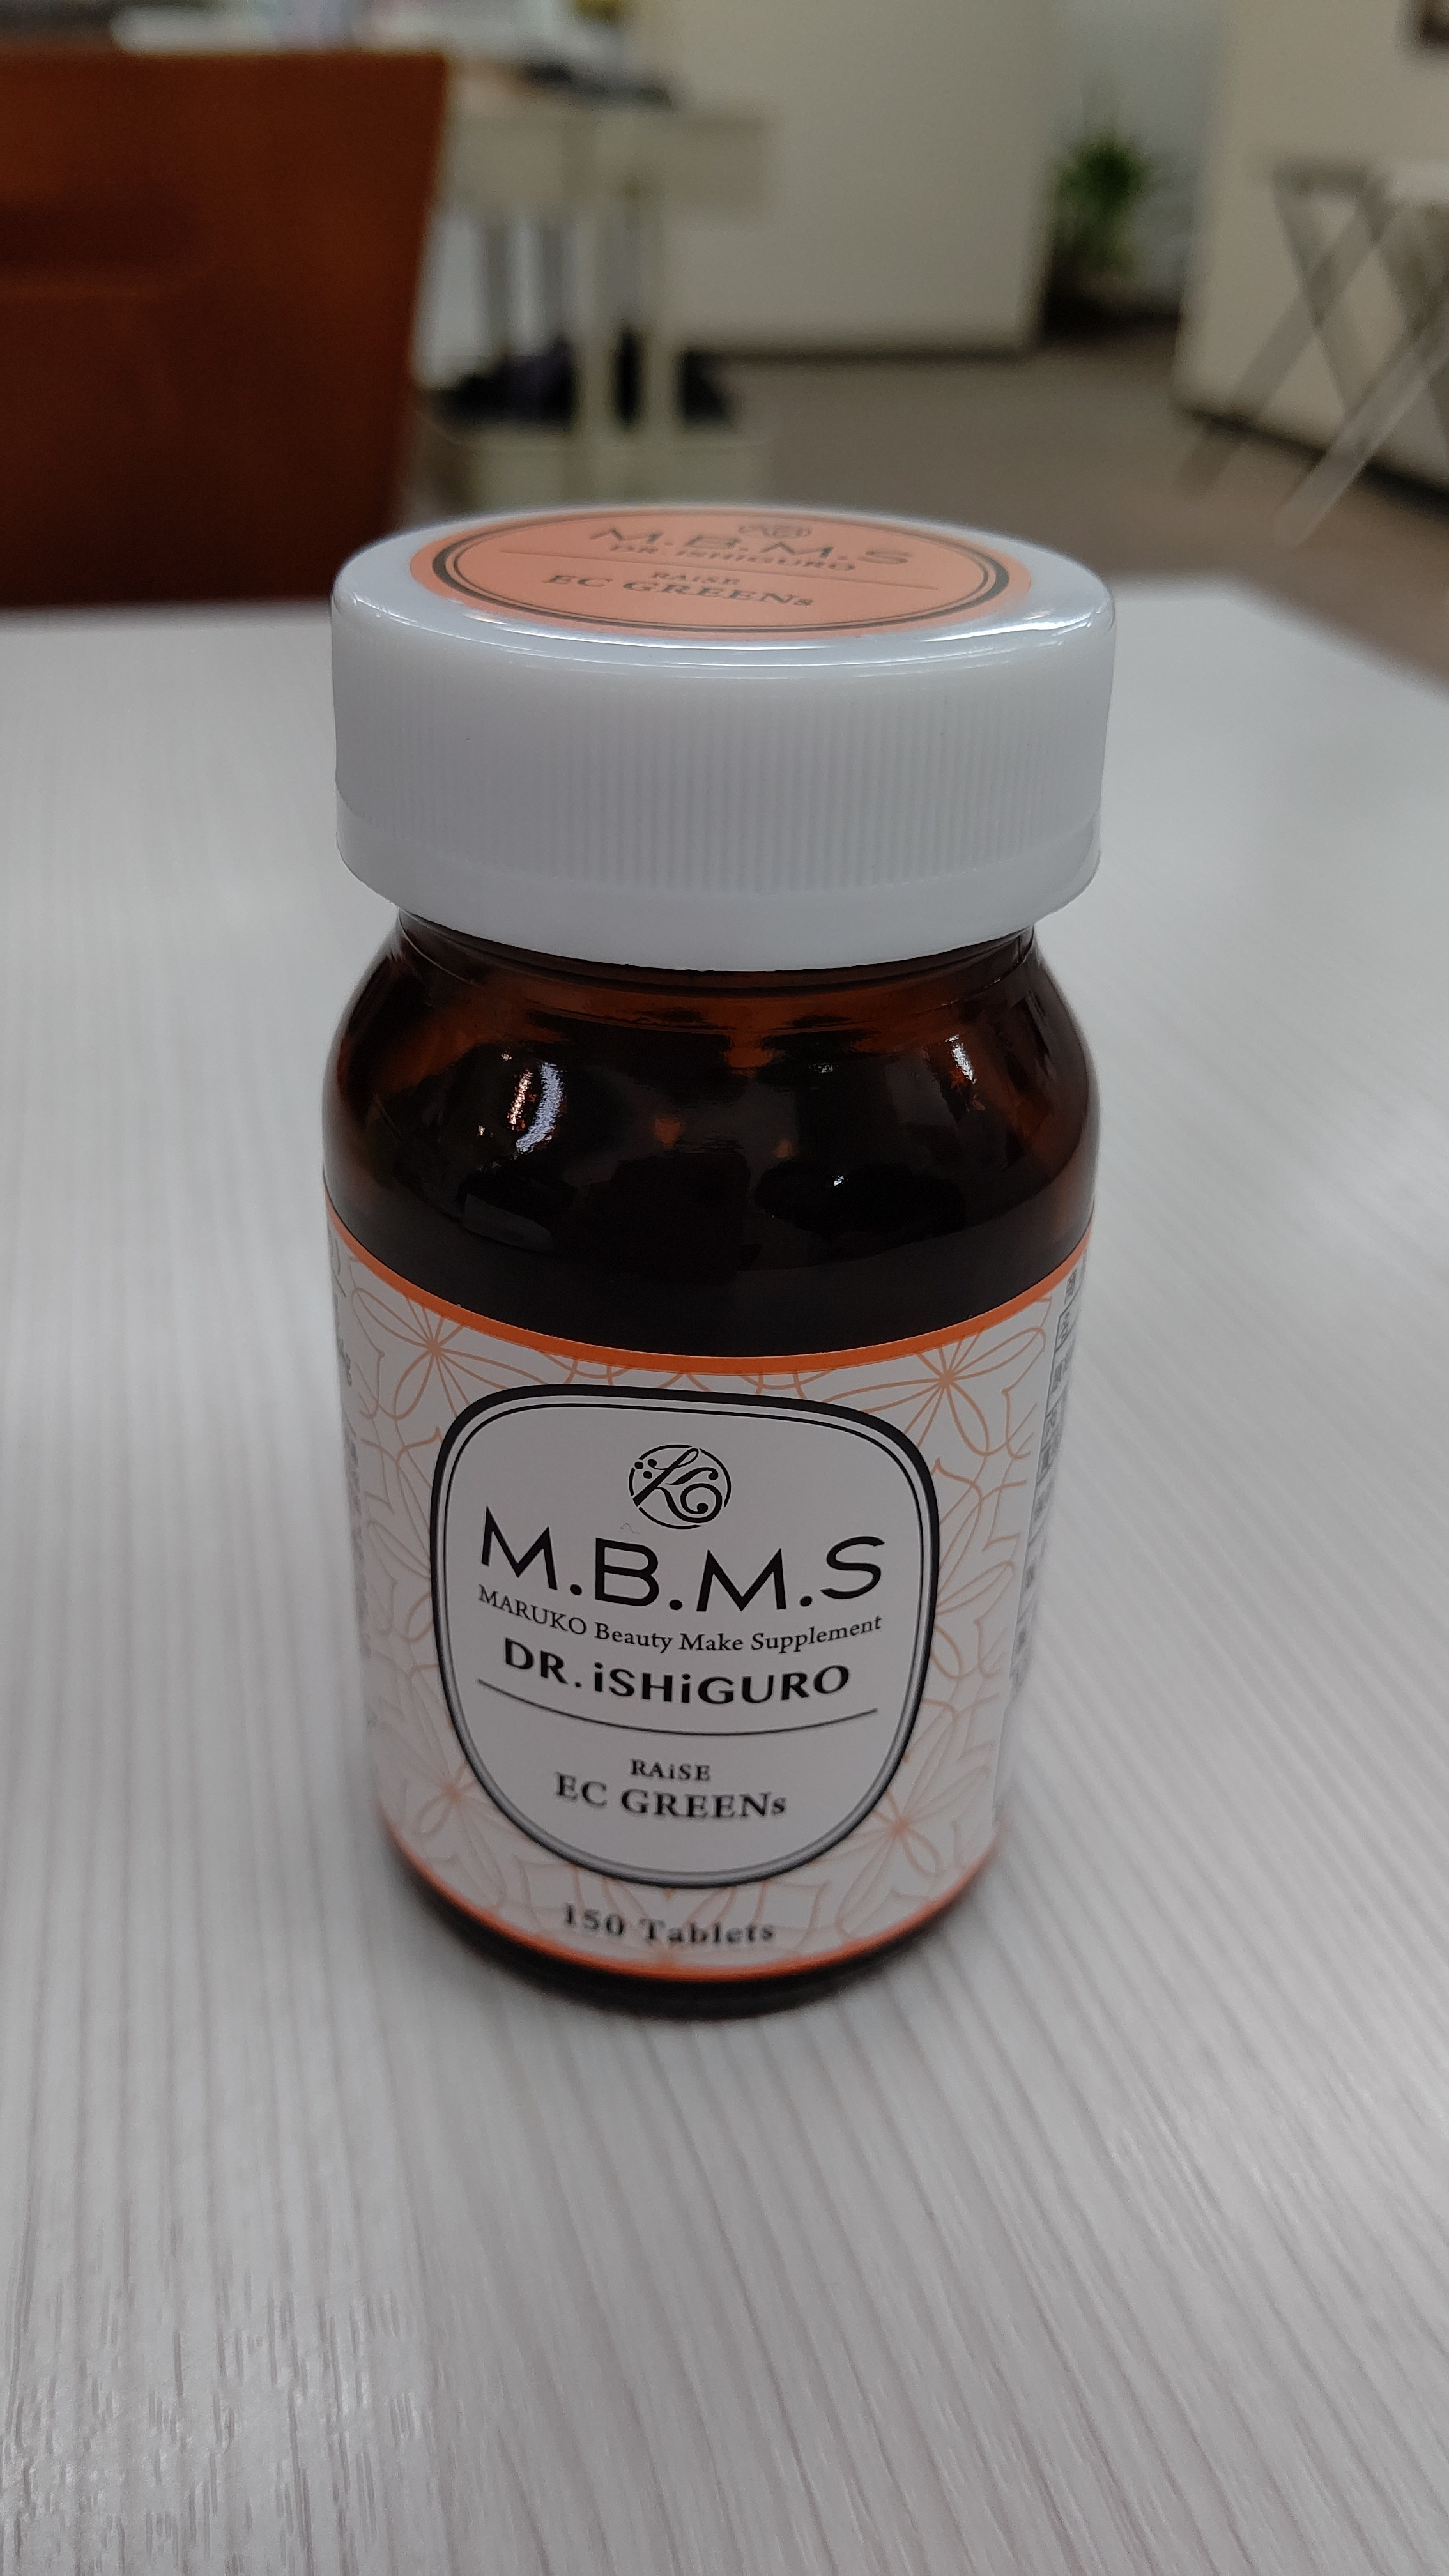 M.B.M.S
DR.iSHiGURO
RAiSE
EC GREENs
M.B.M.S
MARUKO Beauty Make Supplement
DR.iSHiGURO
RAiSE
EC GREENs
150 Tablets